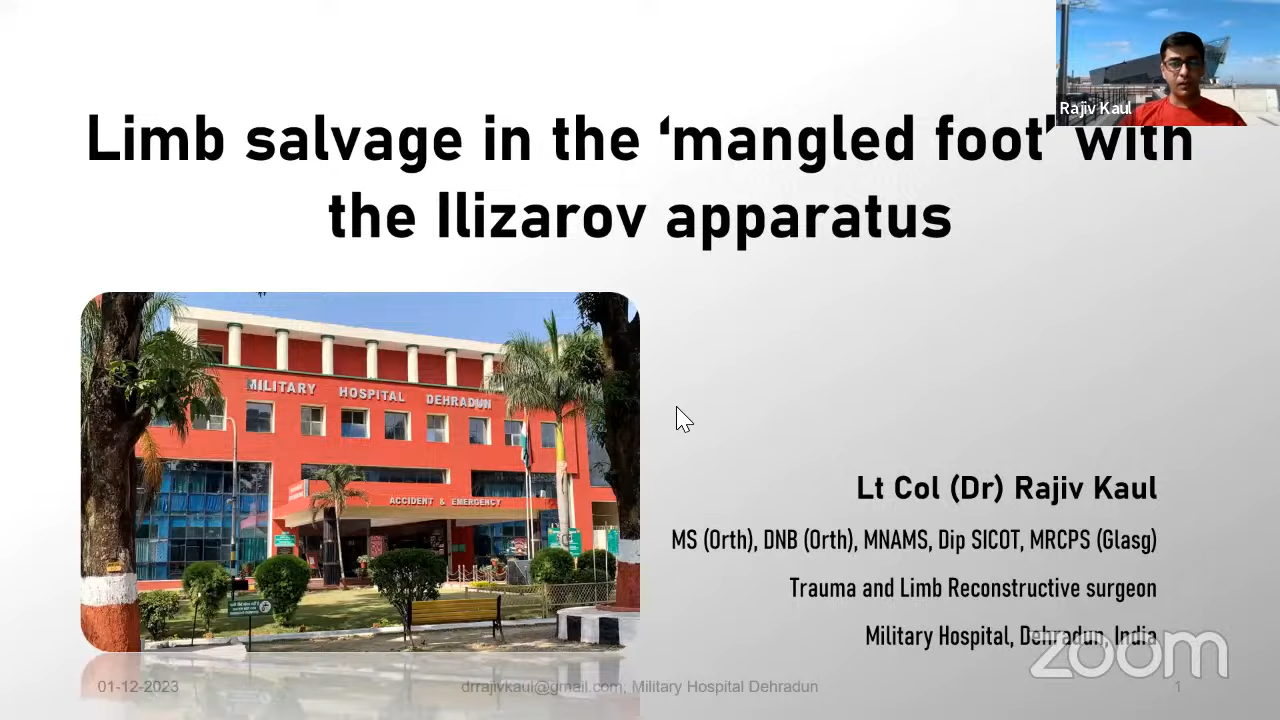 Rajiv Kaul
Limb salvage in the ‘mangled foot’ with
the Ilizarov apparatus
MILITARY HOSPITAL DEHRADUN
ACCIDENT & EMERGENCY
Lt Col (Dr) Rajiv Kaul
MS (Orth), DNB (Orth), MNAMS, Dip SICOT, MRCPS (Glasg)
Trauma and Limb Reconstructive surgeon
Military Hospital, Dehradun, India
zoom
01-12-2023
drrajivkaul@gmail.com; Military Hospital Dehradun
1